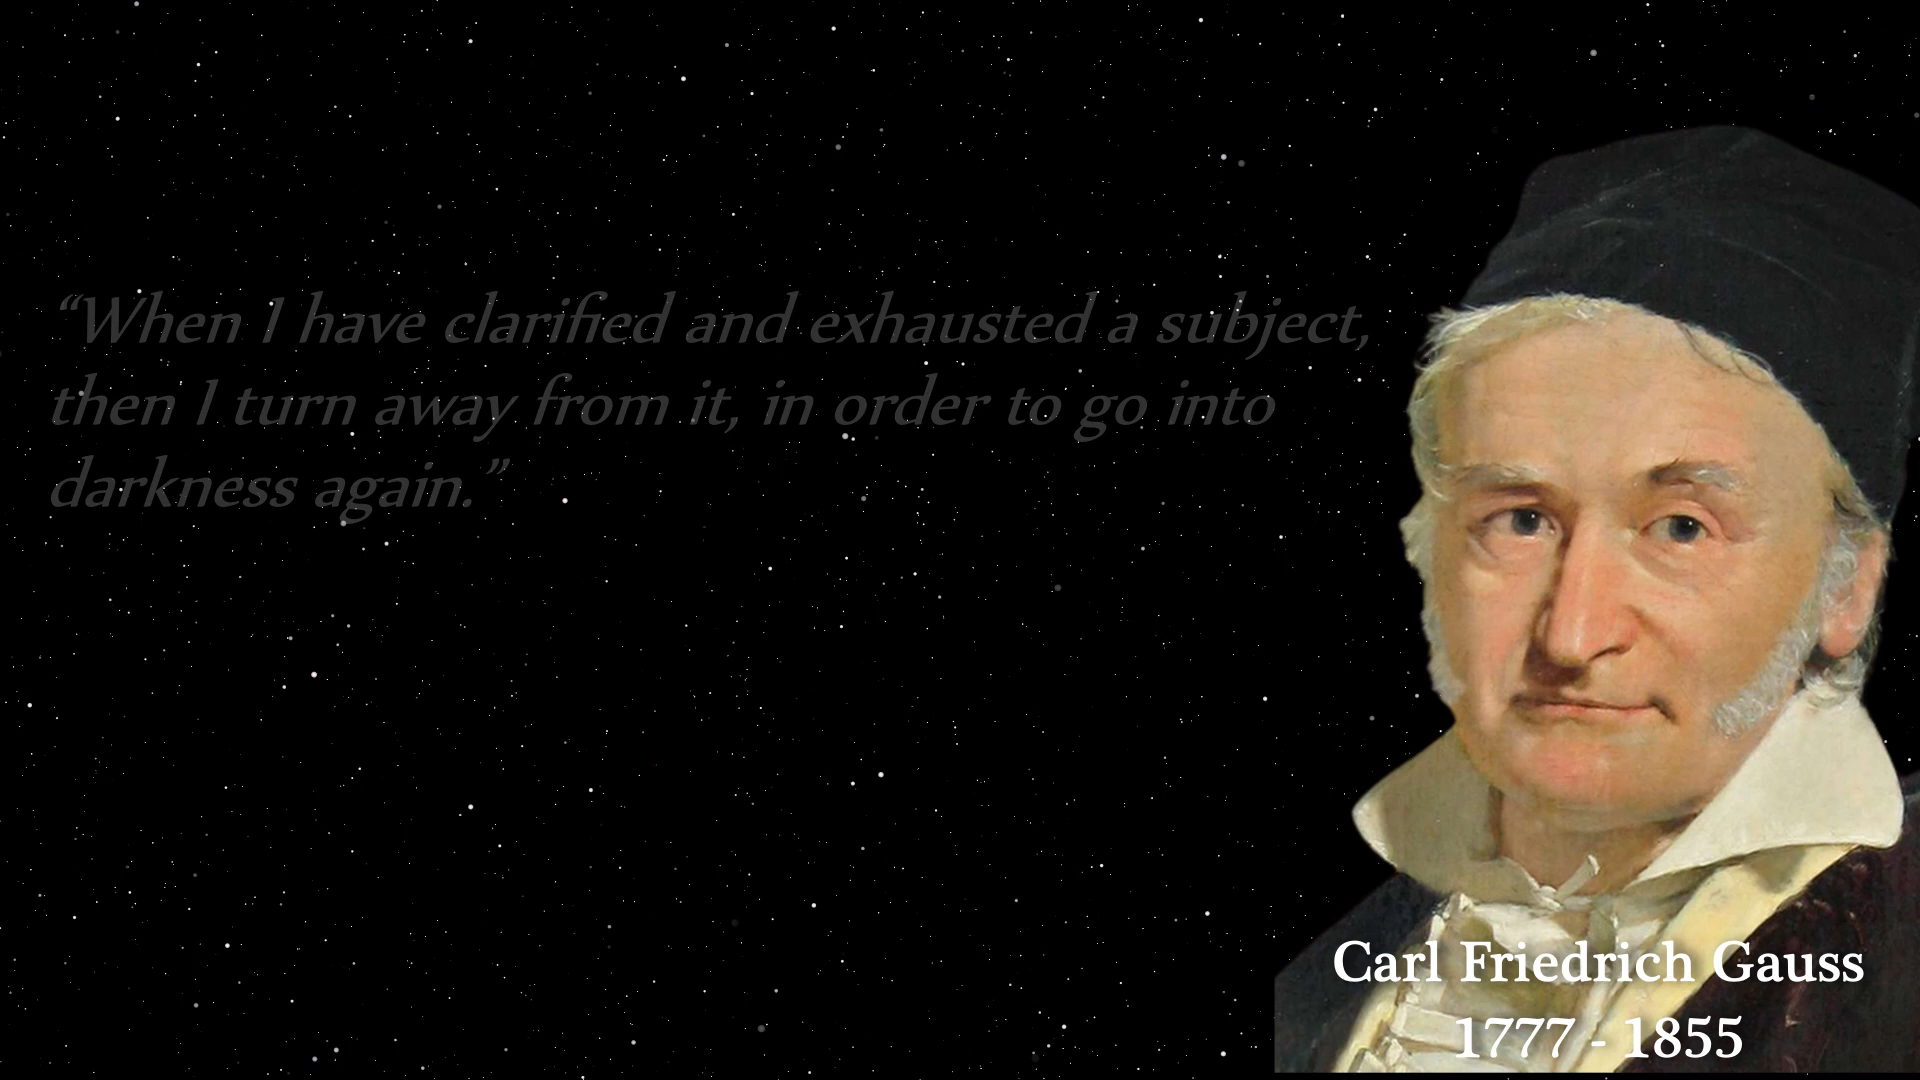 “When I have clarified and exhausted a subject,
then I turn away from it, in order to go into
darkness again.”
Carl Friedrich Gauss
1777 - 1855